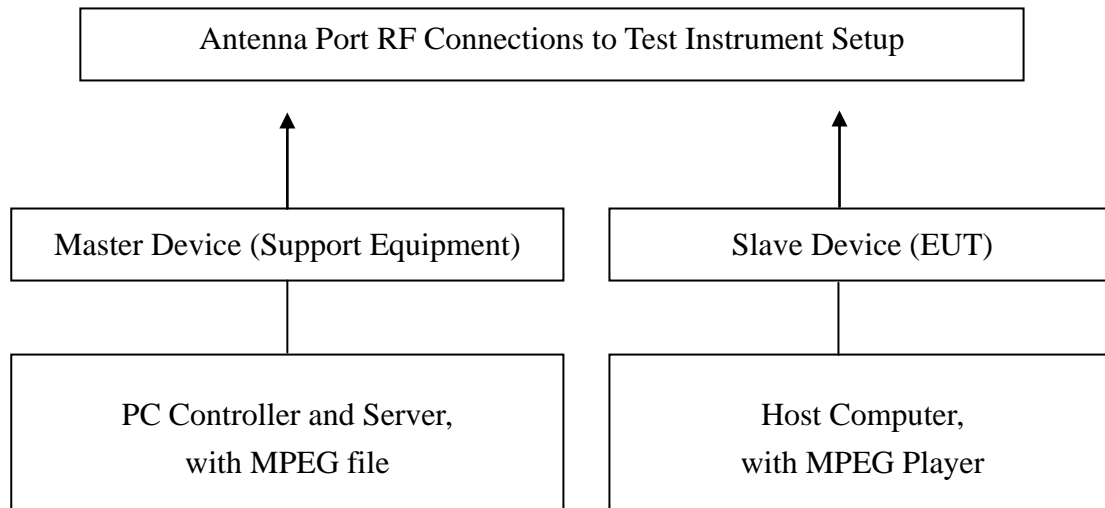 Antenna Port RF Connections to Test Instrument Setup
Master Device (Support Equipment)
Slave Device (EUT)
PC Controller and Server,
with MPEG file
Host Computer,
with MPEG Player